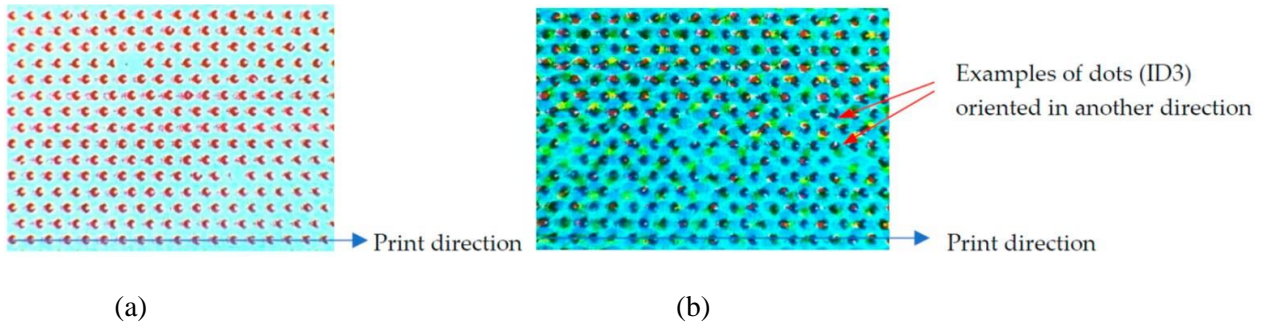 Examples of dots (ID3)
oriented in another direction
Print direction
Print direction
(a)
(b)